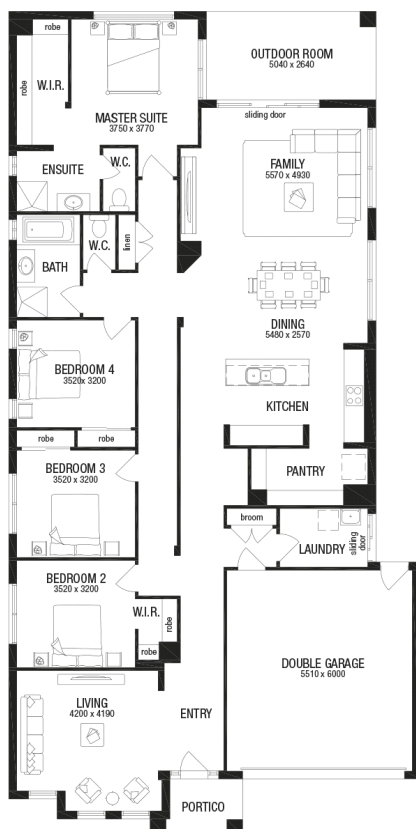 robe
robe
W.I.R.
MASTER SUITE
3750 x 3770
OUTDOOR ROOM
5040 x 2640
sliding door
ENSUITE
W.C.
FAMILY
5570 x 4930
W.C.
linen
BATH
DINING
5480 x 2570
BEDROOM 4
3520x 3200
KITCHEN
robe
robe
BEDROOM 3
3520 x 3200
PANTRY
broom
LAUNDRY
sliding
door
BEDROOM 2
3520 x 3200
W.I.R.
robe
robe
DOUBLE GARAGE
5510 x 6000
LIVING
4200 x 4190
ENTRY
PORTICO